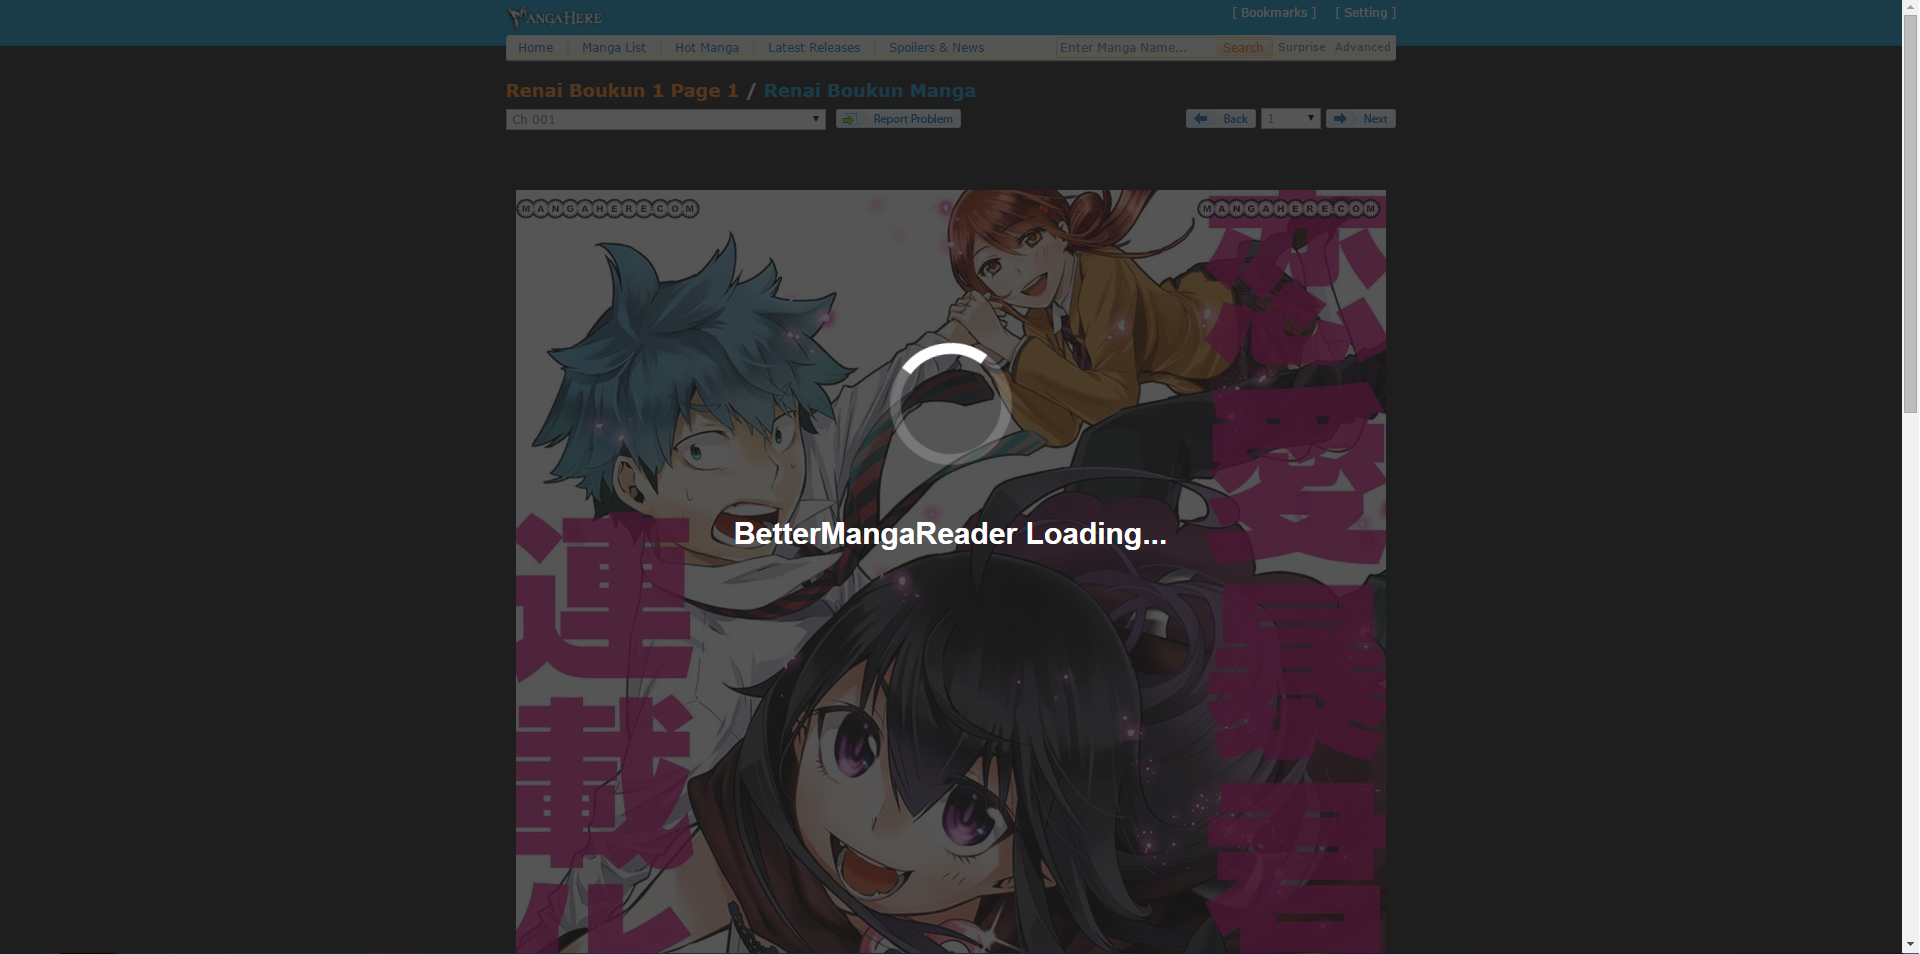 MANGAHERE
[ Bookmarks ] [ Setting ]
Home Manga List Hot Manga Latest Releases Spoilers & News Enter Manga Name... Search Surprise Advanced
Renai Boukun 1 Page 1 / Renai Boukun Manga
Ch 001 Report Problem Back 1 Next
MANGAHERE.COM MANGAHERE.COM
恋愛暴君
連載化
BetterMangaReader Loading...